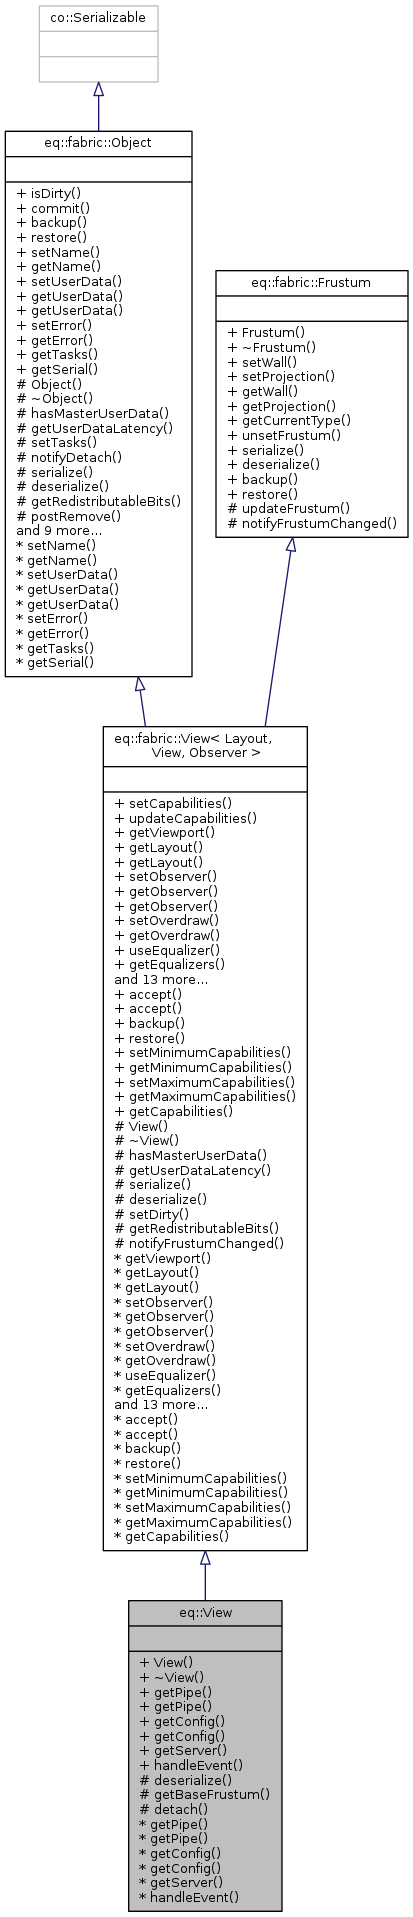 co::Serializable
eq::fabric::Object
+ isDirty()
+ commit()
+ backup()
+ restore()
+ setName()
+ getName()
+ setUserData()
+ getUserData()
+ getUserData()
+ setError()
+ getError()
+ getTasks()
+ getSerial()
# Object()
# ~Object()
# hasMasterUserData()
# getUserDataLatency()
# setTasks()
# notifyDetach()
# serialize()
# deserialize()
# getRedistributableBits()
# postRemove()
and 9 more...
* setName()
* getName()
* setUserData()
* getUserData()
* getUserData()
* setError()
* getError()
* getTasks()
* getSerial()
eq::fabric::Frustum
+ Frustum()
+ ~Frustum()
+ setWall()
+ setProjection()
+ getWall()
+ getProjection()
+ getCurrentType()
+ unsetFrustum()
+ serialize()
+ deserialize()
+ backup()
+ restore()
# updateFrustum()
# notifyFrustumChanged()
eq::fabric::View< Layout,
View, Observer >
+ setCapabilities()
+ updateCapabilities()
+ getViewport()
+ getLayout()
+ getLayout()
+ setObserver()
+ getObserver()
+ getObserver()
+ setOverdraw()
+ getOverdraw()
+ useEqualizer()
+ getEqualizers()
and 13 more...
+ accept()
+ accept()
+ backup()
+ restore()
+ setMinimumCapabilities()
+ getMinimumCapabilities()
+ setMaximumCapabilities()
+ getMaximumCapabilities()
+ getCapabilities()
# View()
# ~View()
# hasMasterUserData()
# getUserDataLatency()
# serialize()
# deserialize()
# setDirty()
# getRedistributableBits()
# notifyFrustumChanged()
* getViewport()
* getLayout()
* getLayout()
* setObserver()
* getObserver()
* getObserver()
* setOverdraw()
* getOverdraw()
* useEqualizer()
* getEqualizers()
and 13 more...
* accept()
* accept()
* backup()
* restore()
* setMinimumCapabilities()
* getMinimumCapabilities()
* setMaximumCapabilities()
* getMaximumCapabilities()
* getCapabilities()
eq::View
+ View()
+ ~View()
+ getPipe()
+ getPipe()
+ getConfig()
+ getConfig()
+ getServer()
+ handleEvent()
# deserialize()
# getBaseFrustum()
# detach()
* getPipe()
* getPipe()
* getConfig()
* getConfig()
* getServer()
* handleEvent()